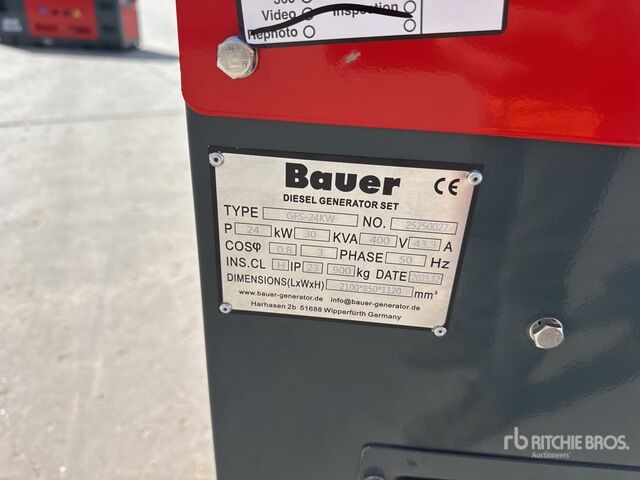 Video
Inspection
Rephoto
Bauer CE
DIESEL GENERATOR SET
TYPE GFS-24KW NO. 25250027
P 24 kW 30 KVA 400 V 43.3 A
COSφ 0.8 3 PHASE 50 Hz
INS.CL H IP 23 900 kg DATE
DIMENSIONS(LxWxH) 2100*850*1120 mm³
www.bauer-generator.de info@bauer-generator.de
Harhasen 2b 51688 Wipperfürth Germany
rb RITCHIE BROS.
Auctioneers